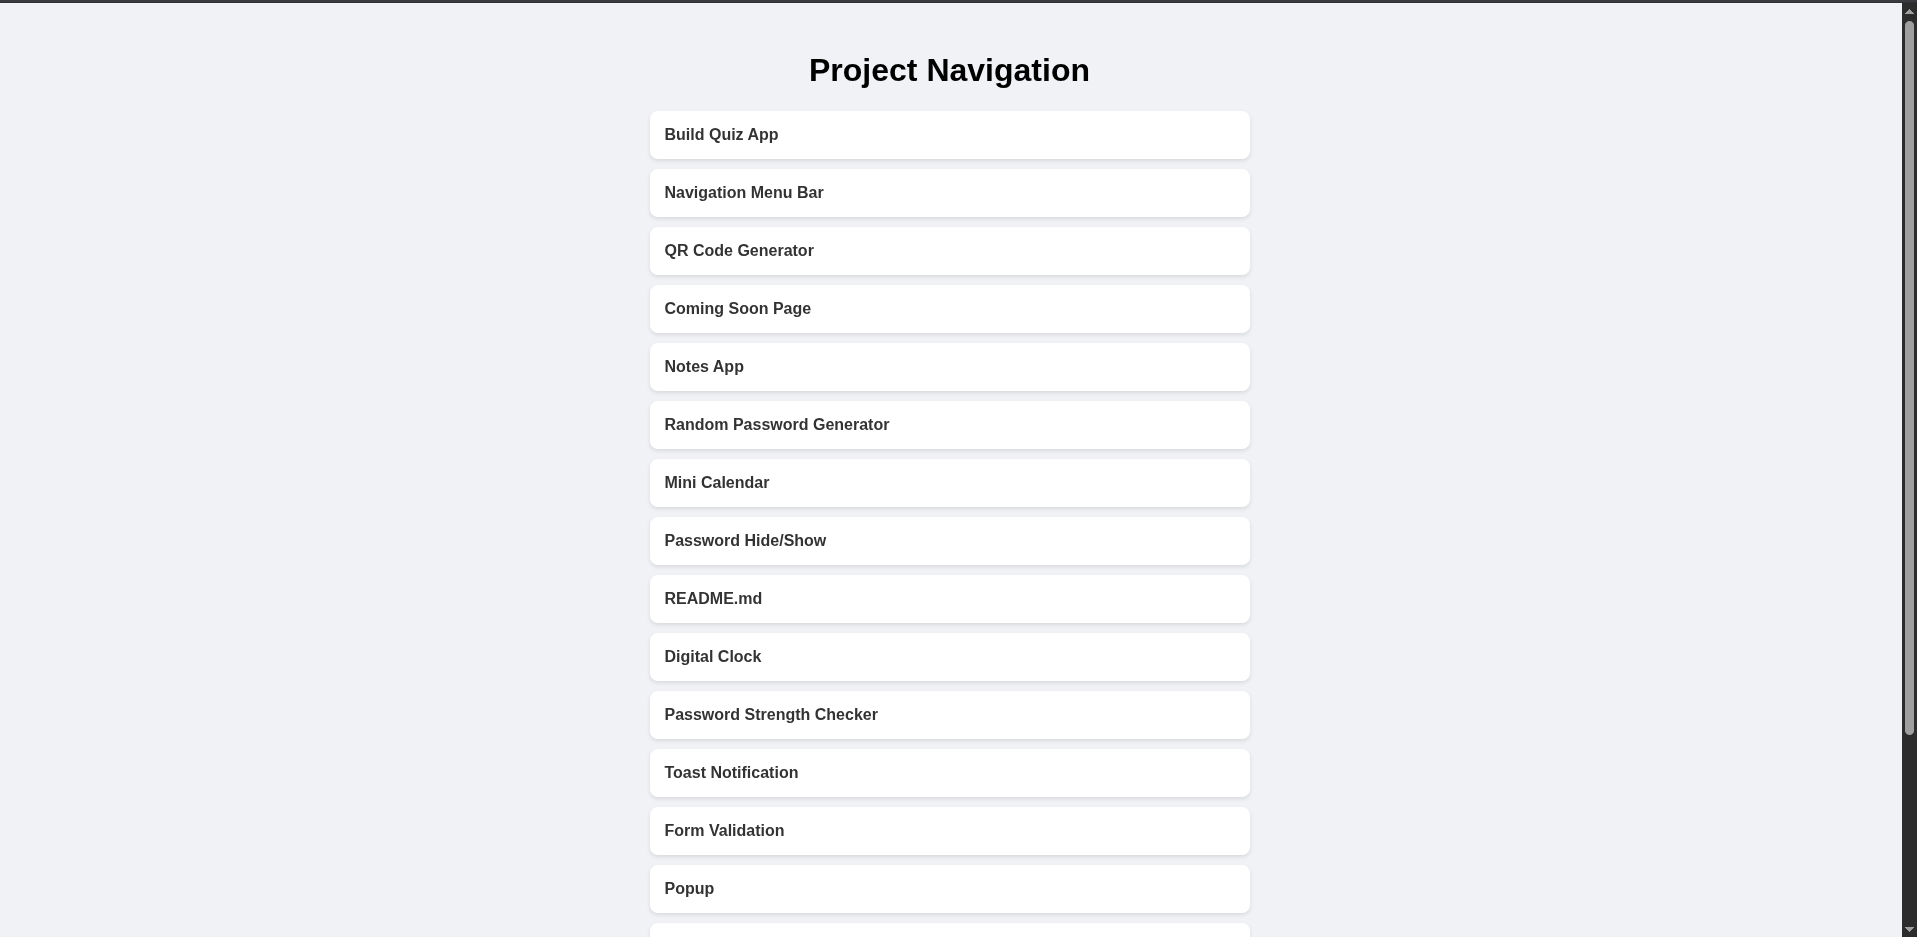 Project Navigation
Build Quiz App
Navigation Menu Bar
QR Code Generator
Coming Soon Page
Notes App
Random Password Generator
Mini Calendar
Password Hide/Show
README.md
Digital Clock
Password Strength Checker
Toast Notification
Form Validation
Popup